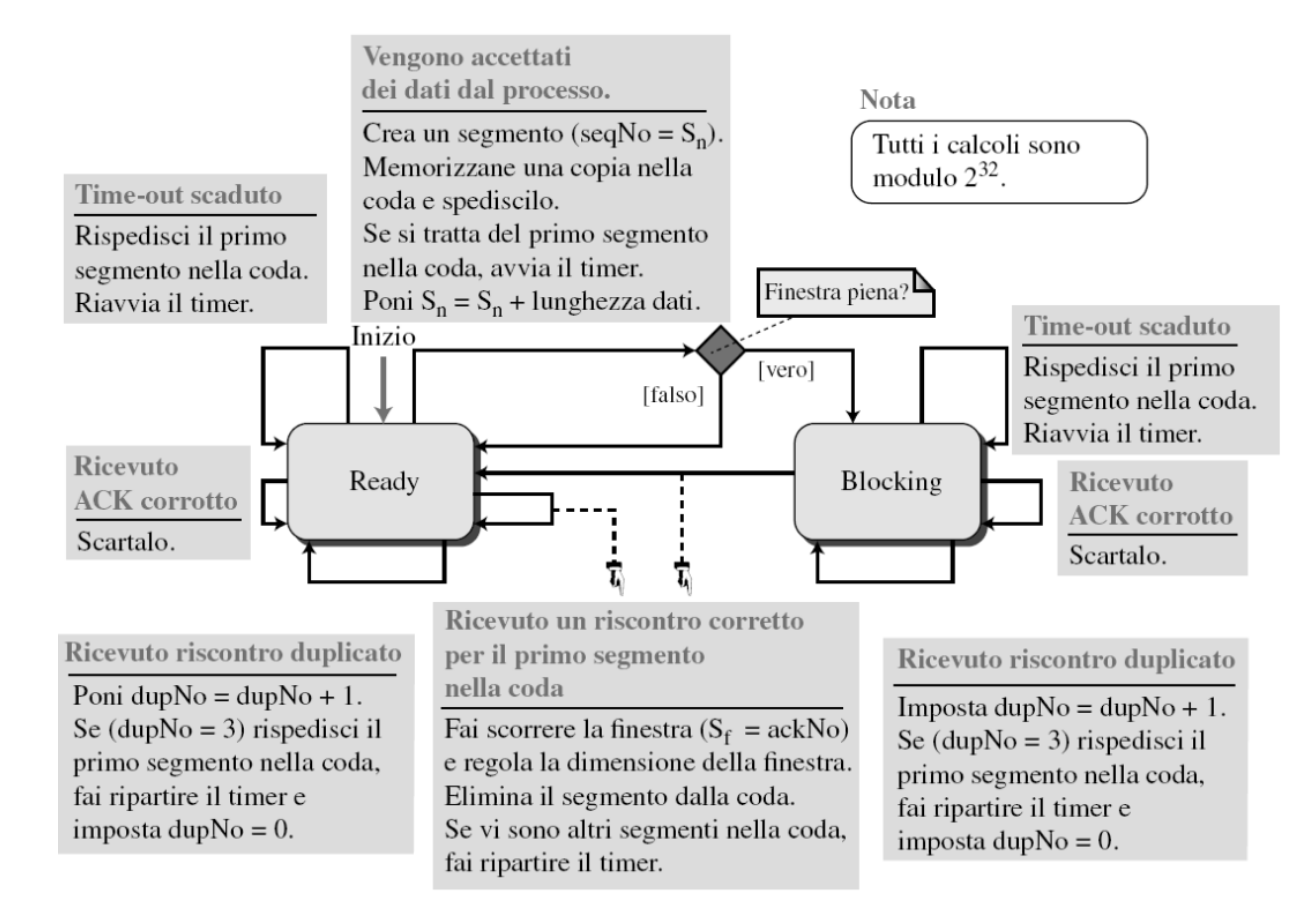 Vengono accettati
dei dati dal processo.
Crea un segmento (seqNo = Sₙ).
Memorizzane una copia nella
coda e spediscilo.
Se si tratta del primo segmento
nella coda, avvia il timer.
Poni Sₙ = Sₙ + lunghezza dati.
Nota
Tutti i calcoli sono
modulo 2³².
Time-out scaduto
Rispedisci il primo
segmento nella coda.
Riavvia il timer.
Finestra piena?
Inizio
[vero]
[falso]
Time-out scaduto
Rispedisci il primo
segmento nella coda.
Riavvia il timer.
Ricevuto
ACK corrotto
Scartalo.
Ready
Blocking
Ricevuto
ACK corrotto
Scartalo.
Ricevuto riscontro duplicato
Poni dupNo = dupNo + 1.
Se (dupNo = 3) rispedisci il
primo segmento nella coda,
fai ripartire il timer e
imposta dupNo = 0.
Ricevuto un riscontro corretto
per il primo segmento
nella coda
Fai scorrere la finestra (S_f = ackNo)
e regola la dimensione della finestra.
Elimina il segmento dalla coda.
Se vi sono altri segmenti nella coda,
fai ripartire il timer.
Ricevuto riscontro duplicato
Imposta dupNo = dupNo + 1.
Se (dupNo = 3) rispedisci il
primo segmento nella coda,
fai ripartire il timer e
imposta dupNo = 0.